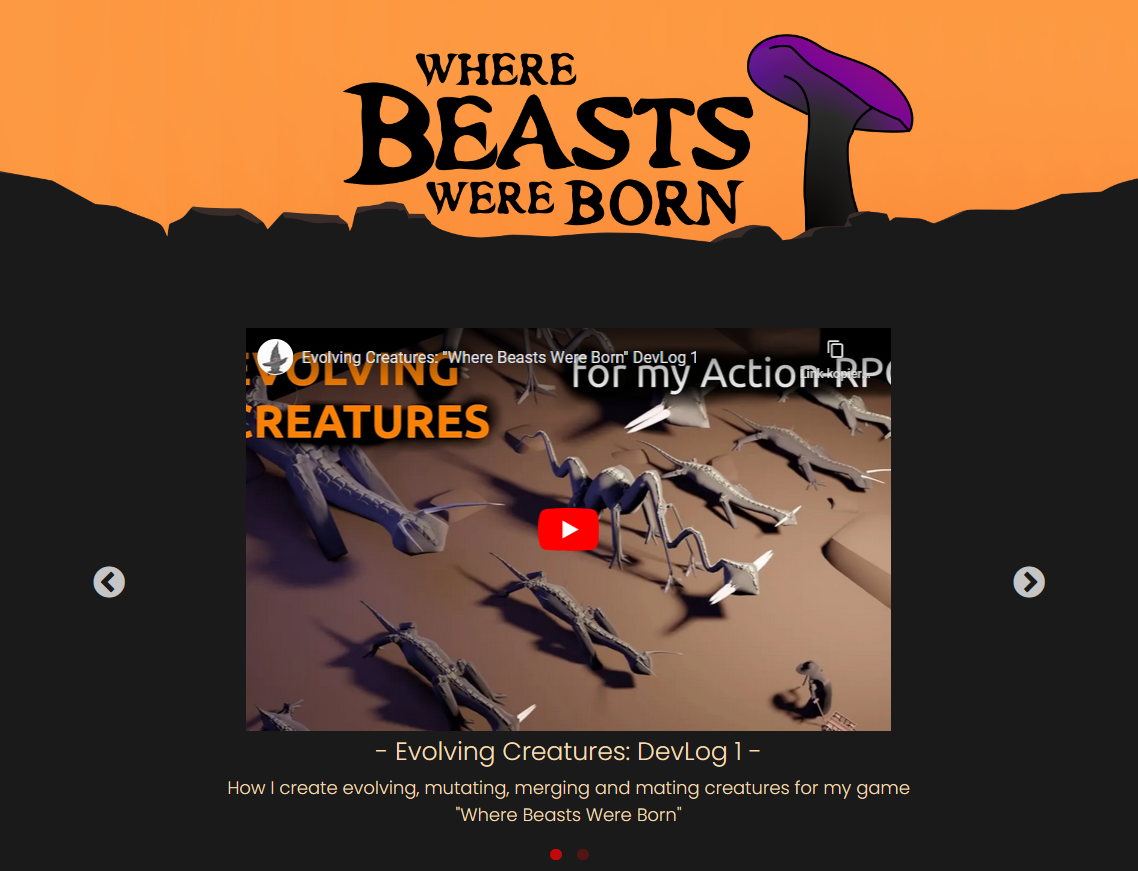 WHERE
BEASTS
WERE BORN
Evolving Creatures: "Where Beasts Were Born" DevLog 1
Link kopier...
EVOLVING
CREATURES
for my Action RPG
- Evolving Creatures: DevLog 1 -
How I create evolving, mutating, merging and mating creatures for my game
"Where Beasts Were Born"